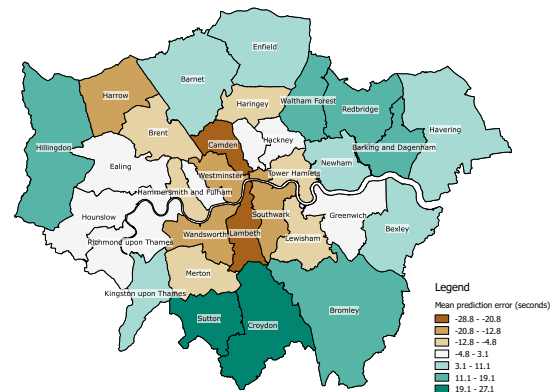 Enfield
Barnet
Harrow
Haringey
Waltham Forest
Redbridge
Havering
Brent
Camden
Hackney
Hillingdon
Barking and Dagenham
Ealing
Westminster
Tower Hamlets
Newham
Hammersmith and Fulham
Hounslow
Southwark
Greenwich
Richmond upon Thames
Wandsworth
Lambeth
Lewisham
Bexley
Merton
Kingston upon Thames
Sutton
Croydon
Bromley
Legend
Mean prediction error (seconds)
-28.8 - -20.8
-20.8 - -12.8
-12.8 - -4.8
-4.8 - 3.1
3.1 - 11.1
11.1 - 19.1
19.1 - 27.1